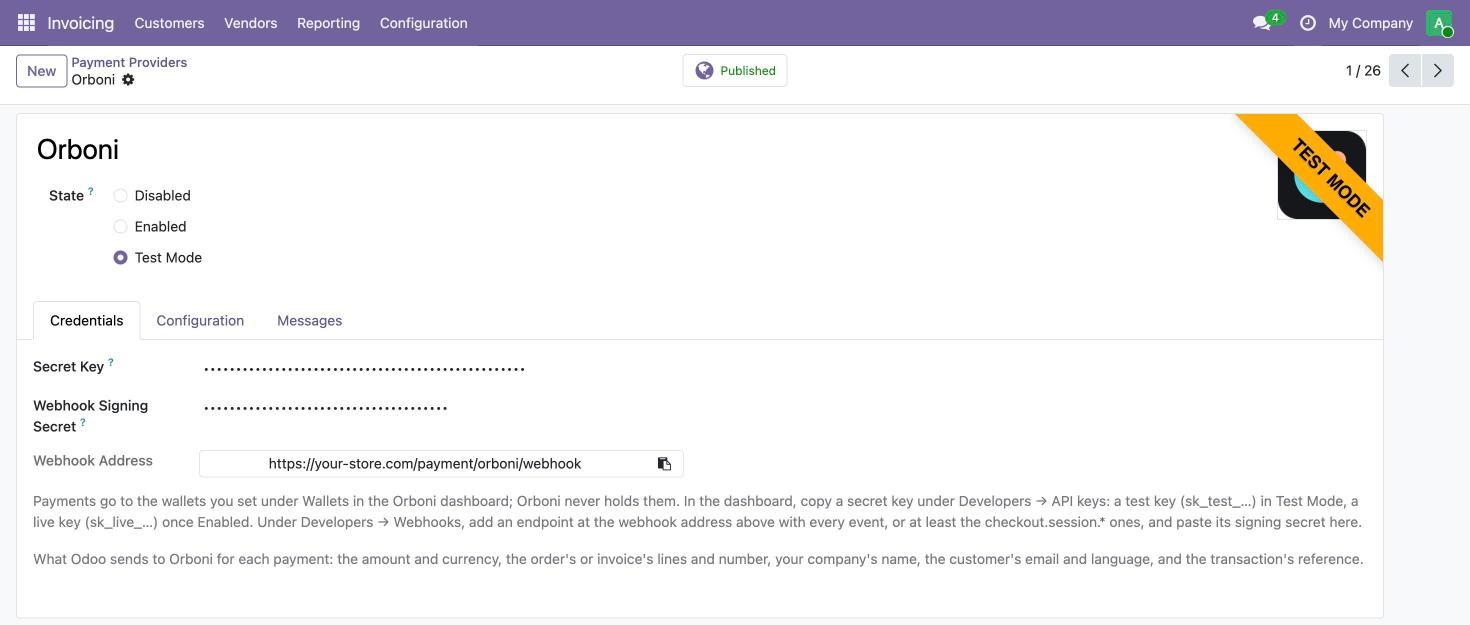 Invoicing Customers Vendors Reporting Configuration 4 My Company A
New Payment Providers
Orboni
Published
1 / 26
Orboni
TEST MODE
State ? Disabled
Enabled
Test Mode
Credentials Configuration Messages
Secret Key ? ••••••••••••••••••••••••••••••••••••••••••••••••••
Webhook Signing ••••••••••••••••••••••••••••••••••••••
Secret ?
Webhook Address https://your-store.com/payment/orboni/webhook
Payments go to the wallets you set under Wallets in the Orboni dashboard; Orboni never holds them. In the dashboard, copy a secret key under Developers → API keys: a test key (sk_test_…) in Test Mode, a
live key (sk_live_…) once Enabled. Under Developers → Webhooks, add an endpoint at the webhook address above with every event, or at least the checkout.session.* ones, and paste its signing secret here.
What Odoo sends to Orboni for each payment: the amount and currency, the order's or invoice's lines and number, your company's name, the customer's email and language, and the transaction's reference.